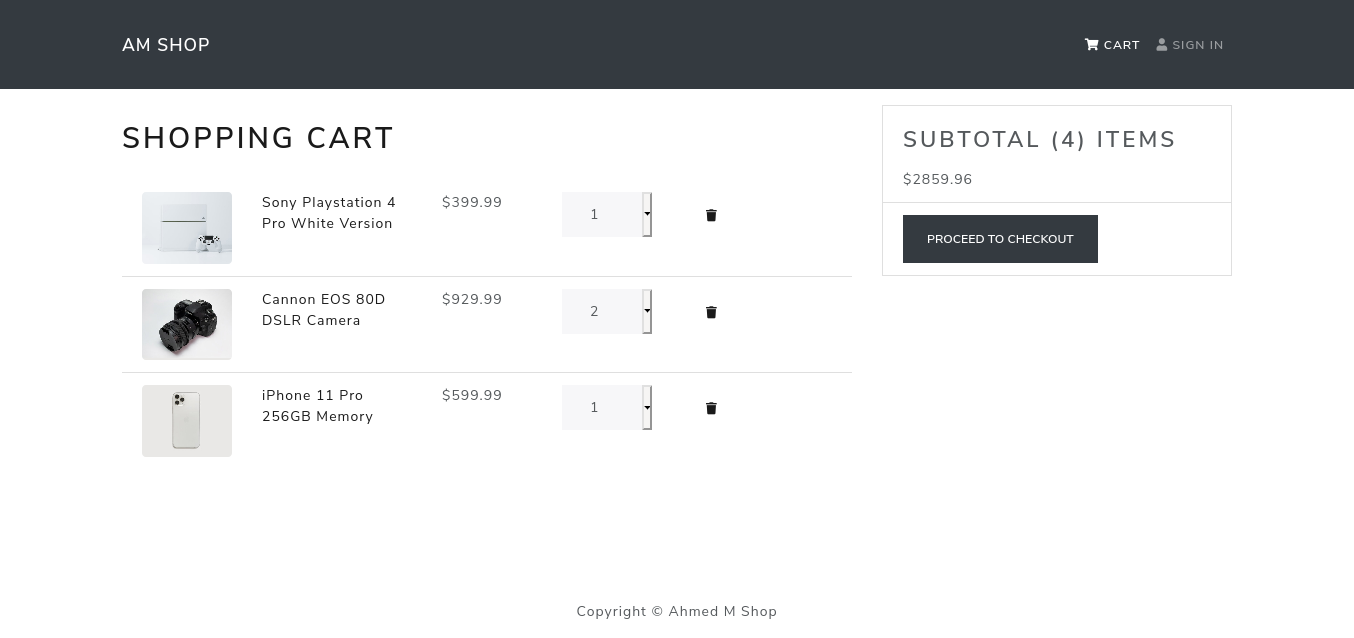 AM SHOP
CART
SIGN IN
SHOPPING CART
Sony Playstation 4
Pro White Version
$399.99
1
Cannon EOS 80D
DSLR Camera
$929.99
2
iPhone 11 Pro
256GB Memory
$599.99
1
SUBTOTAL (4) ITEMS
$2859.96
PROCEED TO CHECKOUT
Copyright © Ahmed M Shop